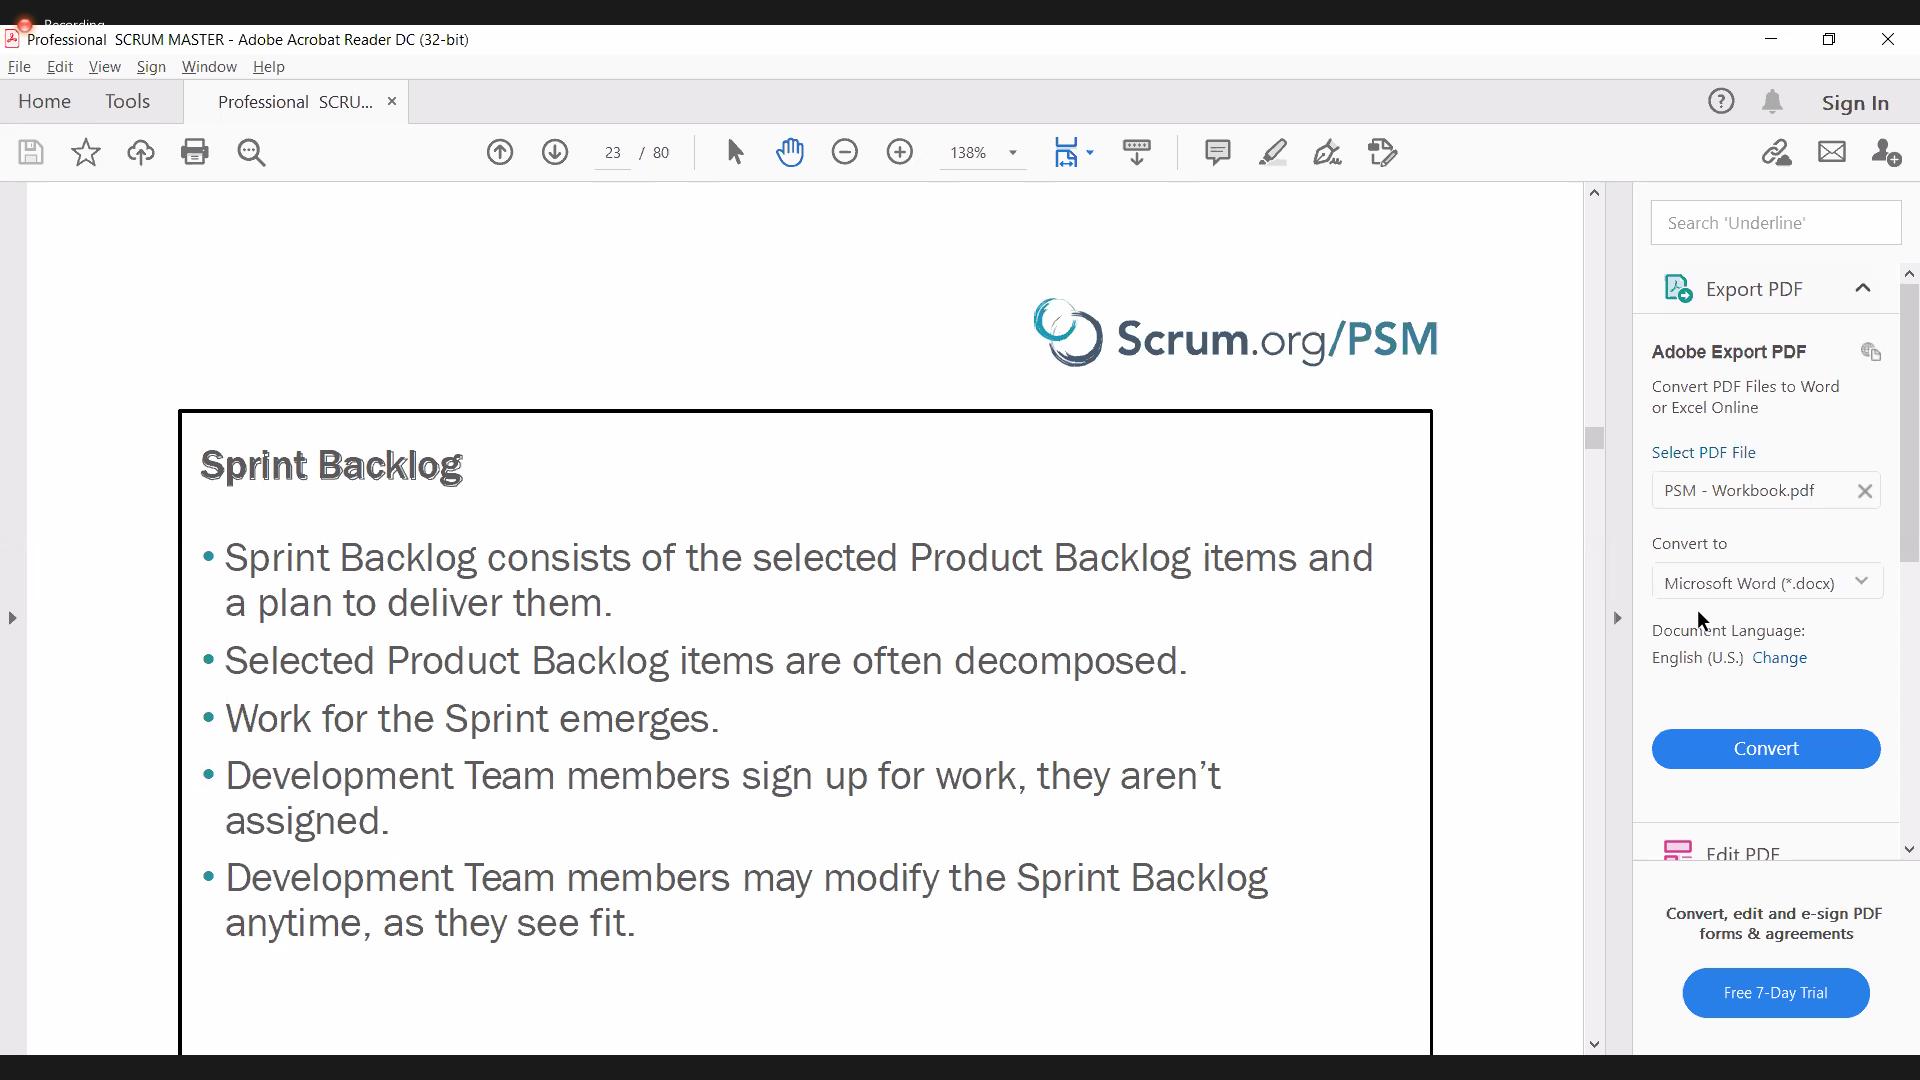 Recording
Professional SCRUM MASTER - Adobe Acrobat Reader DC (32-bit)
File Edit View Sign Window Help
Home Tools Professional SCRU... Sign In
23 / 80 138%
Search 'Underline'
Export PDF
Scrum.org/PSM
Adobe Export PDF
Convert PDF Files to Word
or Excel Online
Select PDF File
PSM - Workbook.pdf
Convert to
Microsoft Word (*.docx)
Document Language:
English (U.S.) Change
Convert
Edit PDF
Convert, edit and e-sign PDF
forms & agreements
Free 7-Day Trial
Sprint Backlog
• Sprint Backlog consists of the selected Product Backlog items and
a plan to deliver them.
• Selected Product Backlog items are often decomposed.
• Work for the Sprint emerges.
• Development Team members sign up for work, they aren’t
assigned.
• Development Team members may modify the Sprint Backlog
anytime, as they see fit.